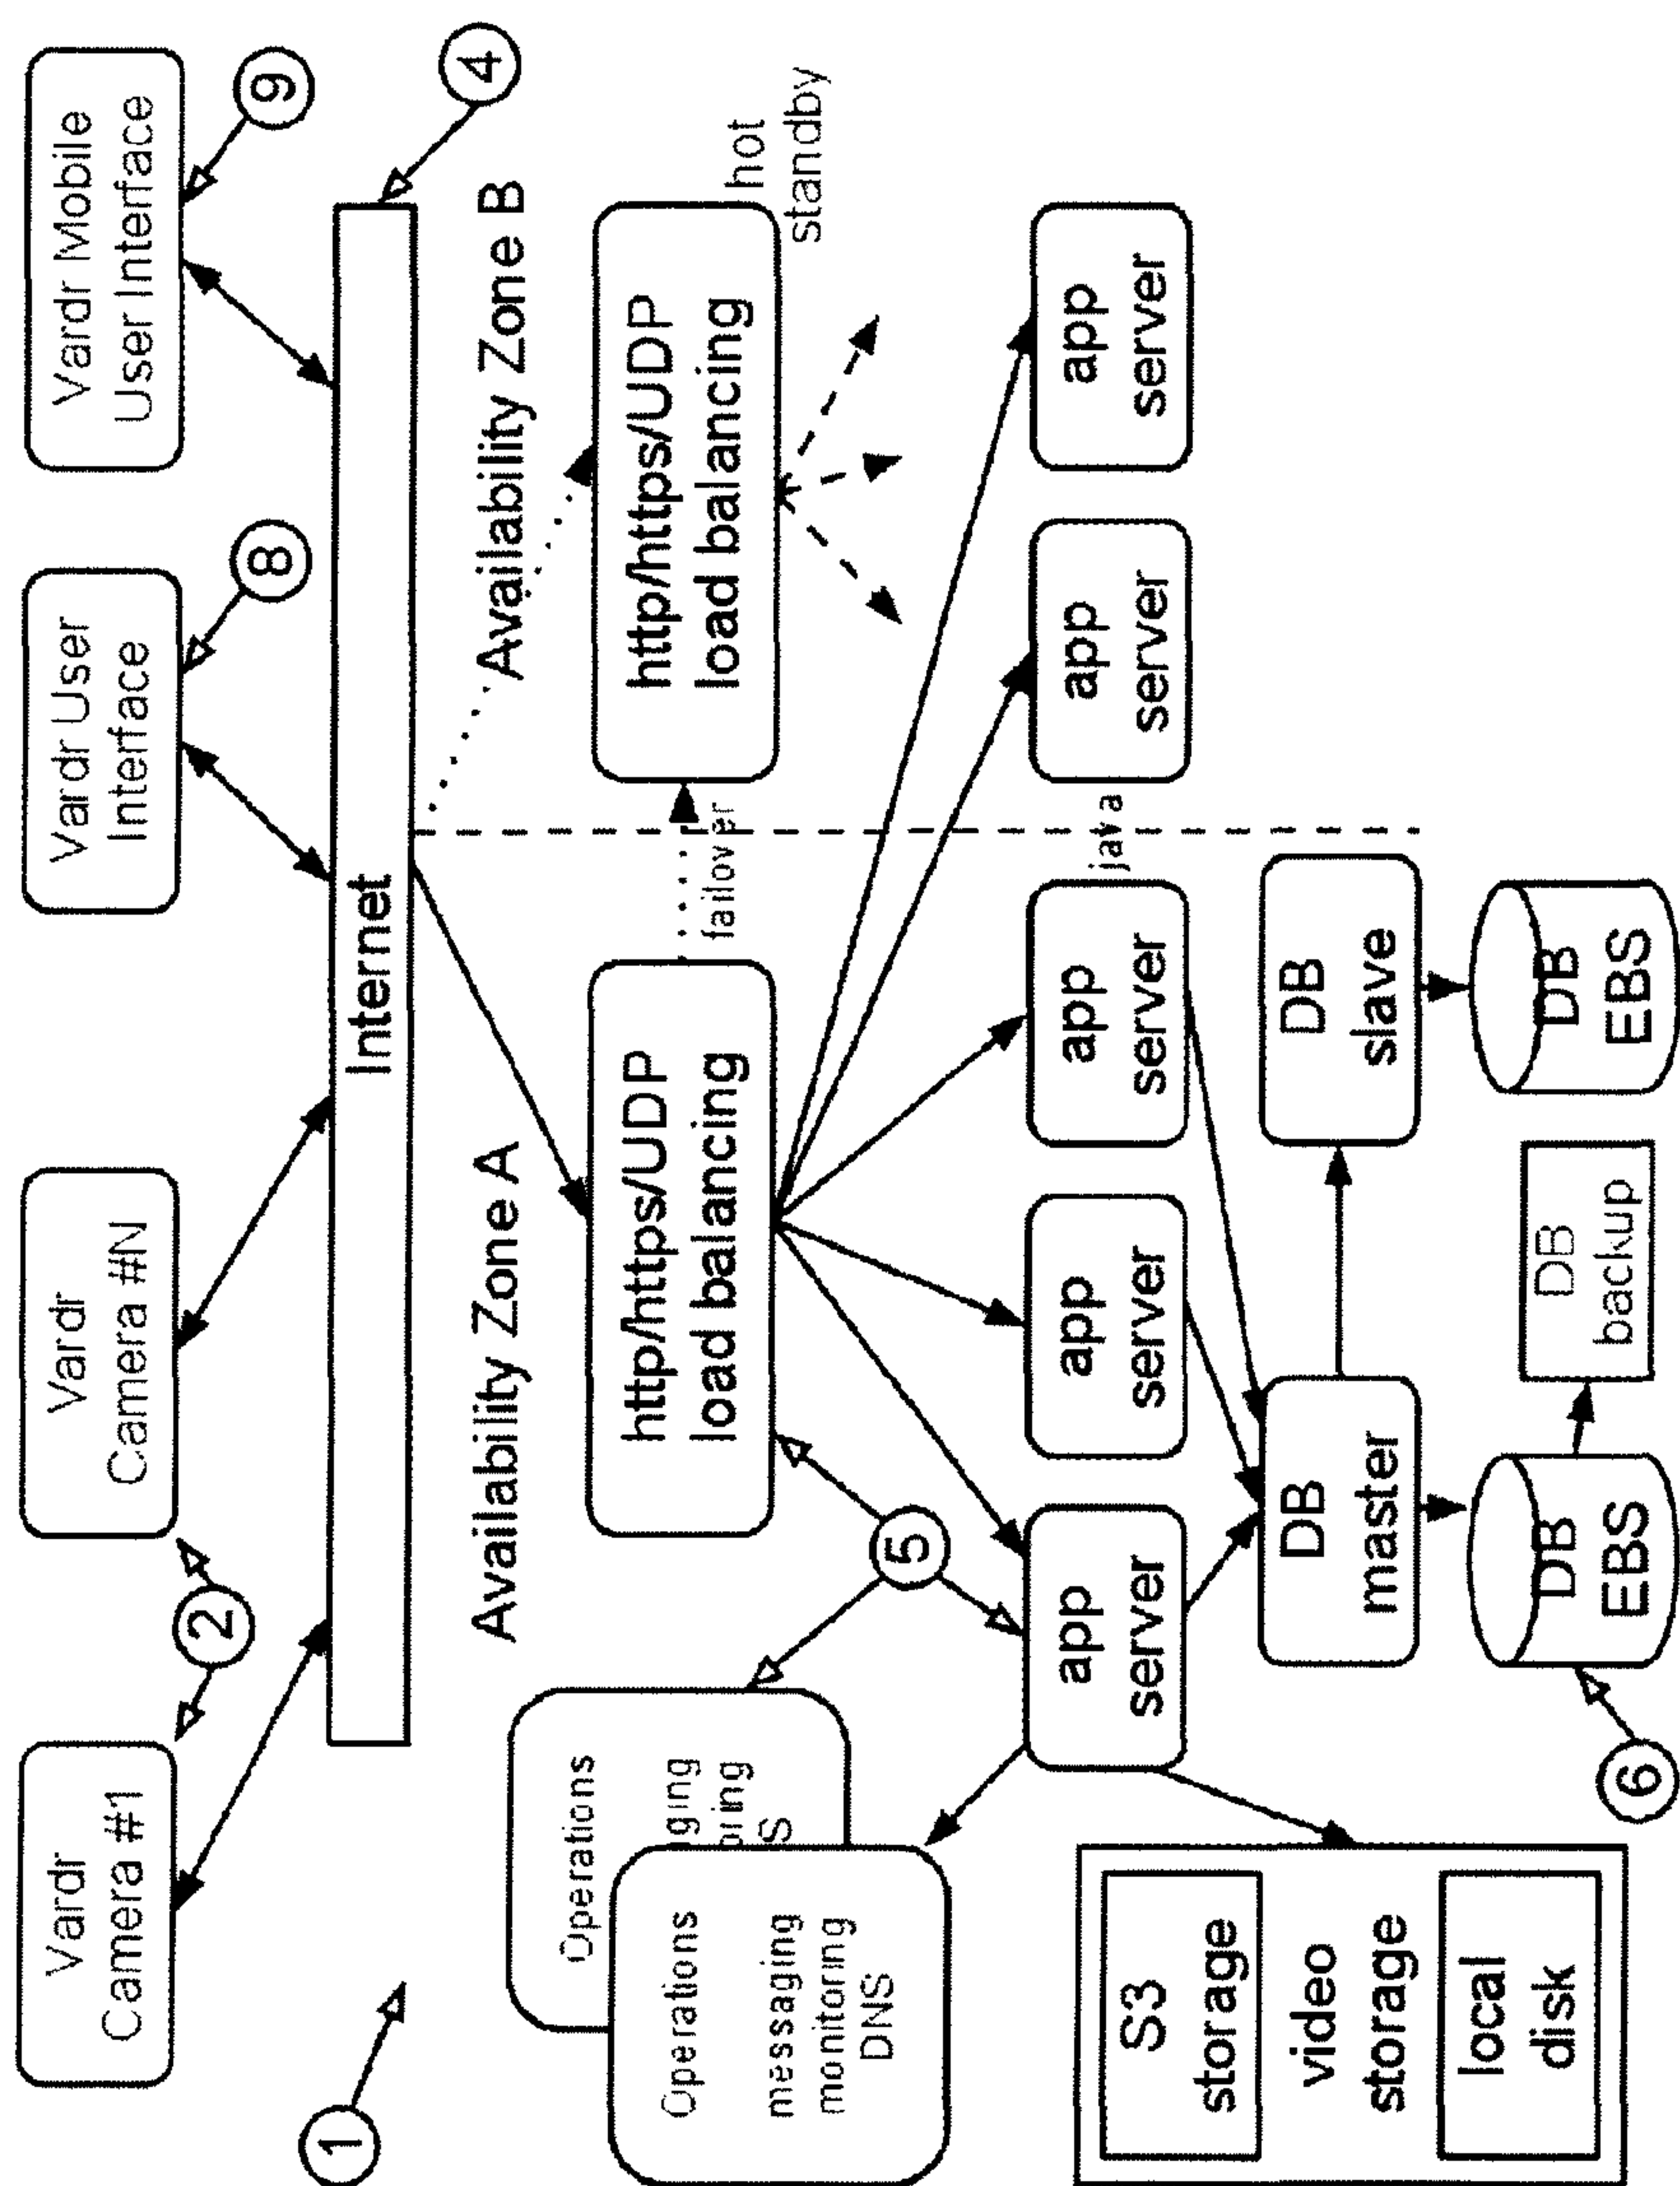 Vardr
Camera #1
Vardr
Camera #N
Vardr User
Interface
Vardr Mobile
User Interface
2
8
9
1
Internet
4
Availability Zone A
Availability Zone B
Operations
S
Operations
messaging
monitoring
DNS
http/https/UDP
load balancing
failover
http/https/UDP
load balancing
hot
standby
5
app
server
app
server
app
server
java
app
server
app
server
S3
storage
video
storage
local
disk
DB
master
DB
slave
6
DB
EBS
DB
backup
DB
EBS